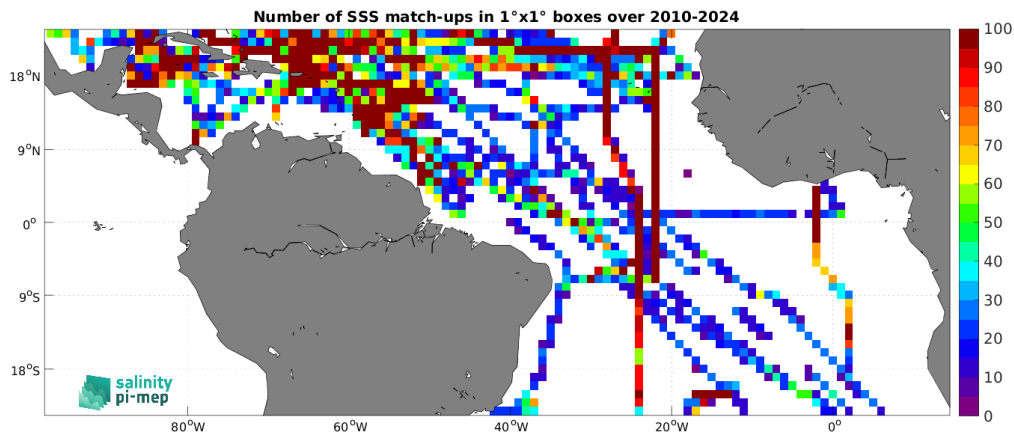 Number of SSS match-ups in 1°x1° boxes over 2010-2024
100
90
80
70
60
50
40
30
20
10
0
18°N
9°N
0°
9°S
18°S
80°W
60°W
40°W
20°W
0°
salinity
pi-mep